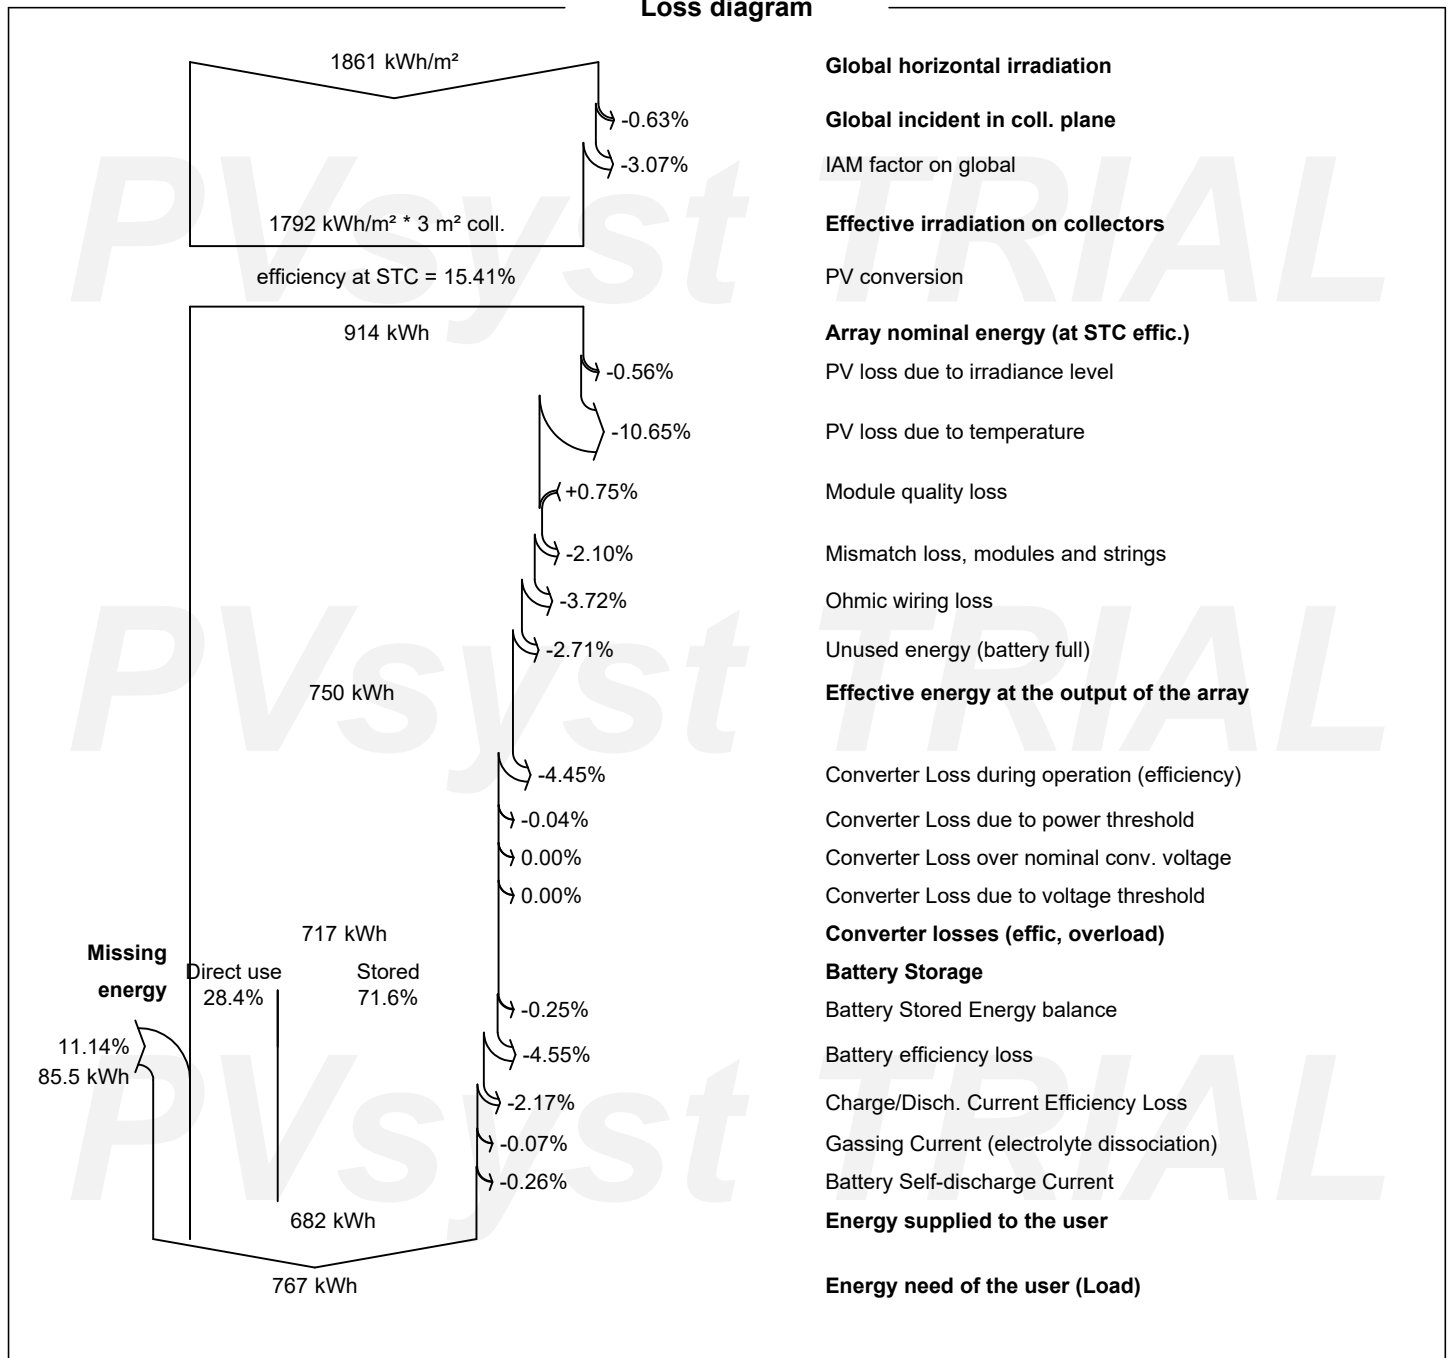 Loss diagram
1861 kWh/m²
Global horizontal irradiation
-0.63%
Global incident in coll. plane
-3.07%
IAM factor on global
PVsyst TRIAL
1792 kWh/m² * 3 m² coll.
Effective irradiation on collectors
efficiency at STC = 15.41%
PV conversion
914 kWh
Array nominal energy (at STC effic.)
-0.56%
PV loss due to irradiance level
-10.65%
PV loss due to temperature
+0.75%
Module quality loss
-2.10%
Mismatch loss, modules and strings
-3.72%
Ohmic wiring loss
-2.71%
Unused energy (battery full)
PVsyst TRIAL
750 kWh
Effective energy at the output of the array
-4.45%
Converter Loss during operation (efficiency)
-0.04%
Converter Loss due to power threshold
0.00%
Converter Loss over nominal conv. voltage
0.00%
Converter Loss due to voltage threshold
717 kWh
Converter losses (effic, overload)
Missing
energy
Direct use
Stored
Battery Storage
28.4%
71.6%
-0.25%
Battery Stored Energy balance
11.14%
85.5 kWh
-4.55%
Battery efficiency loss
-2.17%
Charge/Disch. Current Efficiency Loss
PVsyst TRIAL
-0.07%
Gassing Current (electrolyte dissociation)
-0.26%
Battery Self-discharge Current
682 kWh
Energy supplied to the user
767 kWh
Energy need of the user (Load)